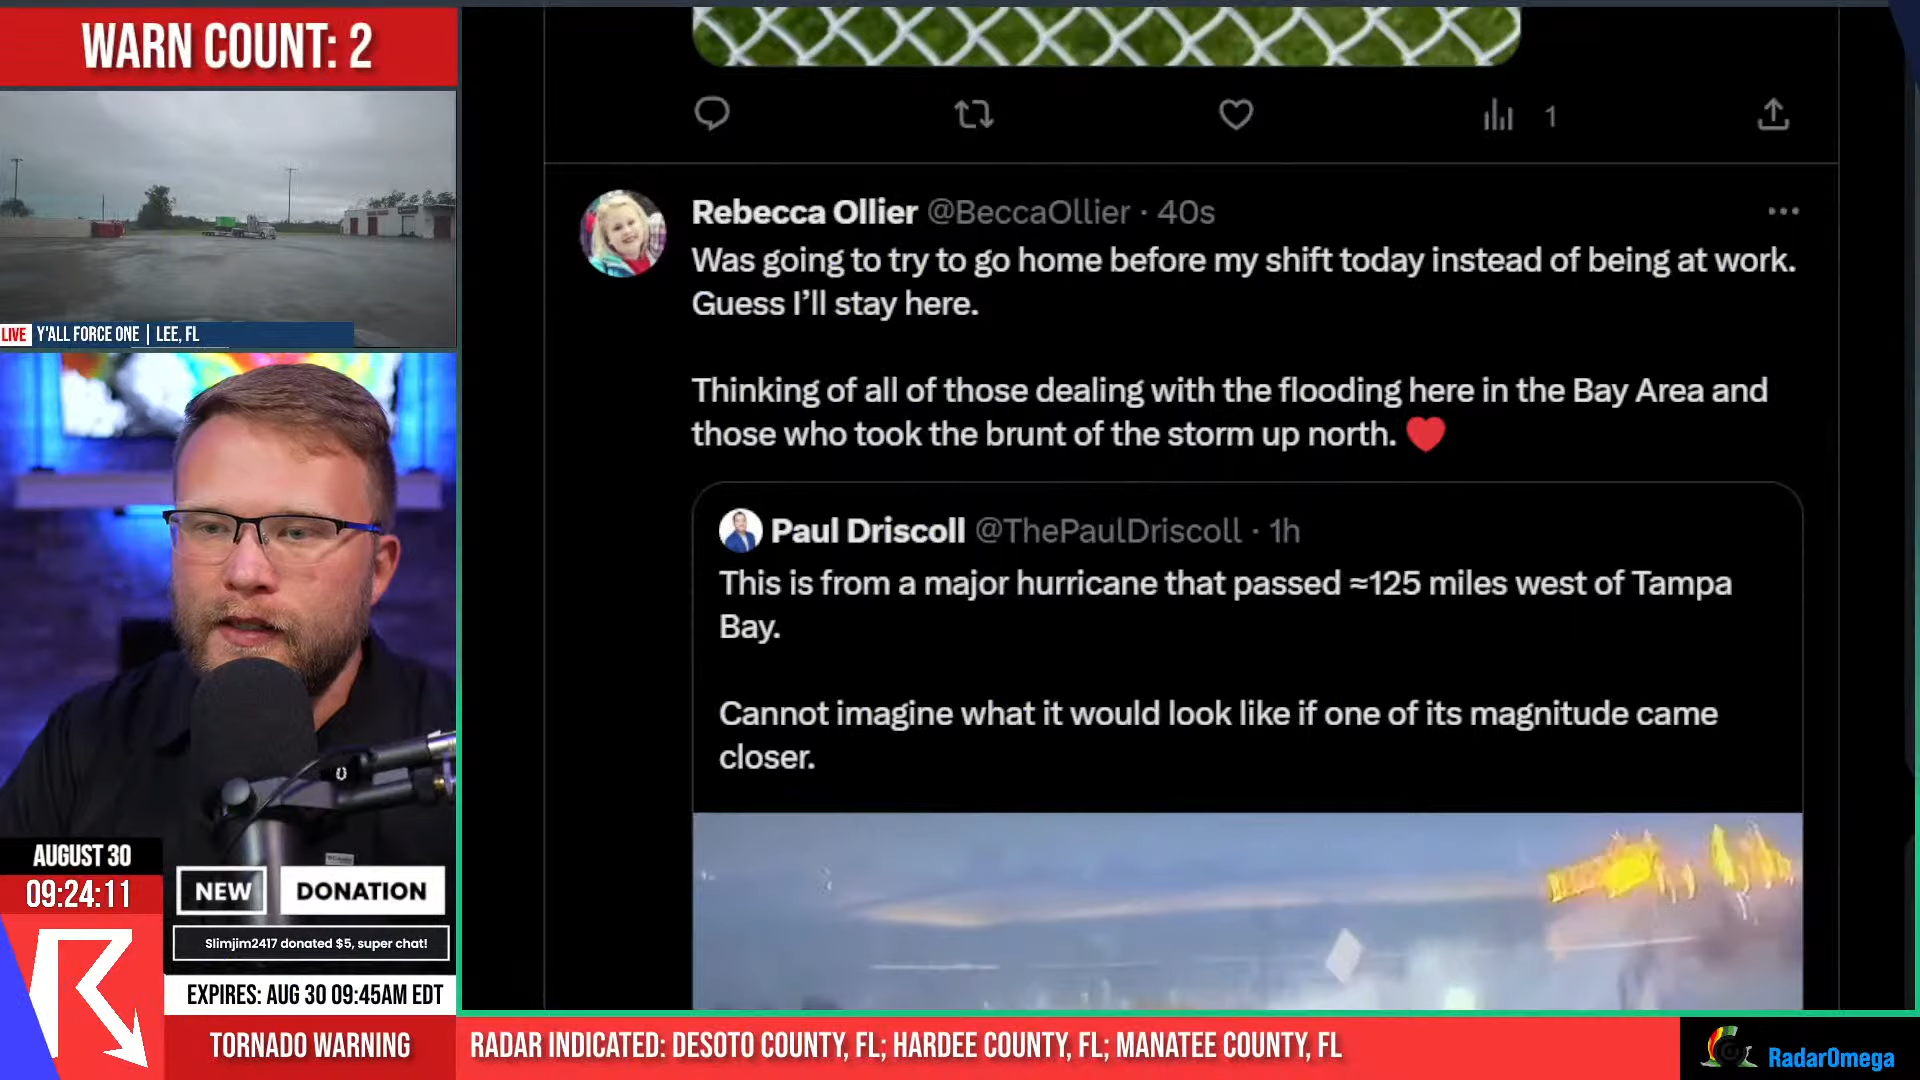 WARN COUNT: 2
LIVE Y'ALL FORCE ONE | LEE, FL
AUGUST 30
09:24:11
NEW DONATION
Slimjim2417 donated $5, super chat!
EXPIRES: AUG 30 09:45AM EDT
TORNADO WARNING
RADAR INDICATED: DESOTO COUNTY, FL; HARDEE COUNTY, FL; MANATEE COUNTY, FL
RadarOmega
1
Rebecca Ollier @BeccaOllier · 40s
Was going to try to go home before my shift today instead of being at work.
Guess I’ll stay here.
Thinking of all of those dealing with the flooding here in the Bay Area and
those who took the brunt of the storm up north. ❤️
Paul Driscoll @ThePaulDriscoll · 1h
This is from a major hurricane that passed ≈125 miles west of Tampa
Bay.
Cannot imagine what it would look like if one of its magnitude came
closer.